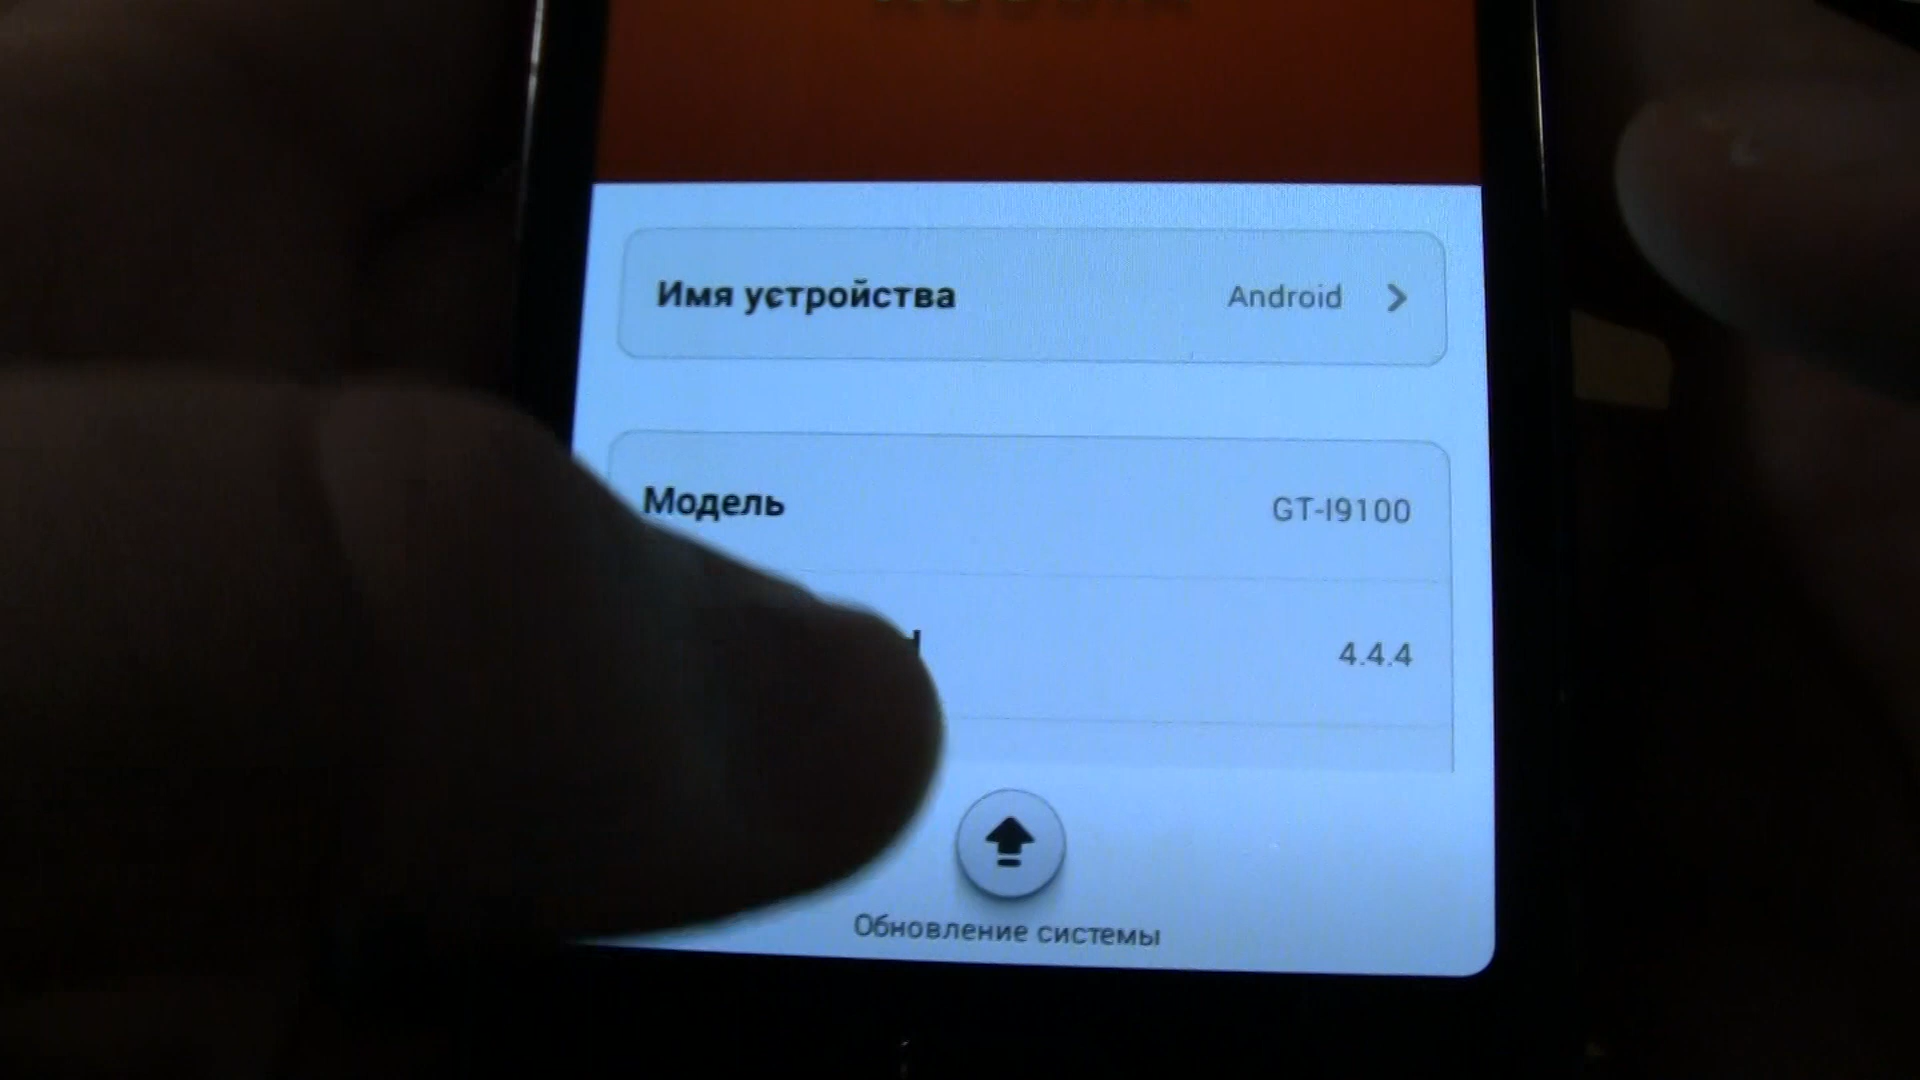 Имя устройства Android
Модель GT-I9100
4.4.4
Обновление системы